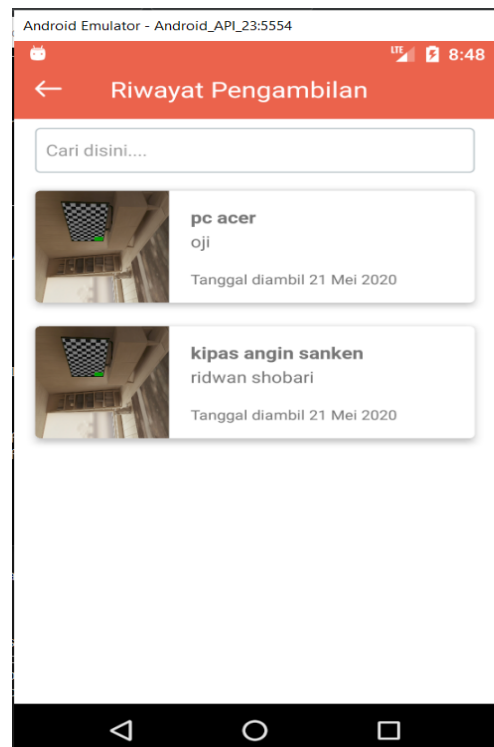 Android Emulator - Android_API_23:5554
LTE 8:48
Riwayat Pengambilan
Cari disini....
pc acer
oji
Tanggal diambil 21 Mei 2020
kipas angin sanken
ridwan shobari
Tanggal diambil 21 Mei 2020